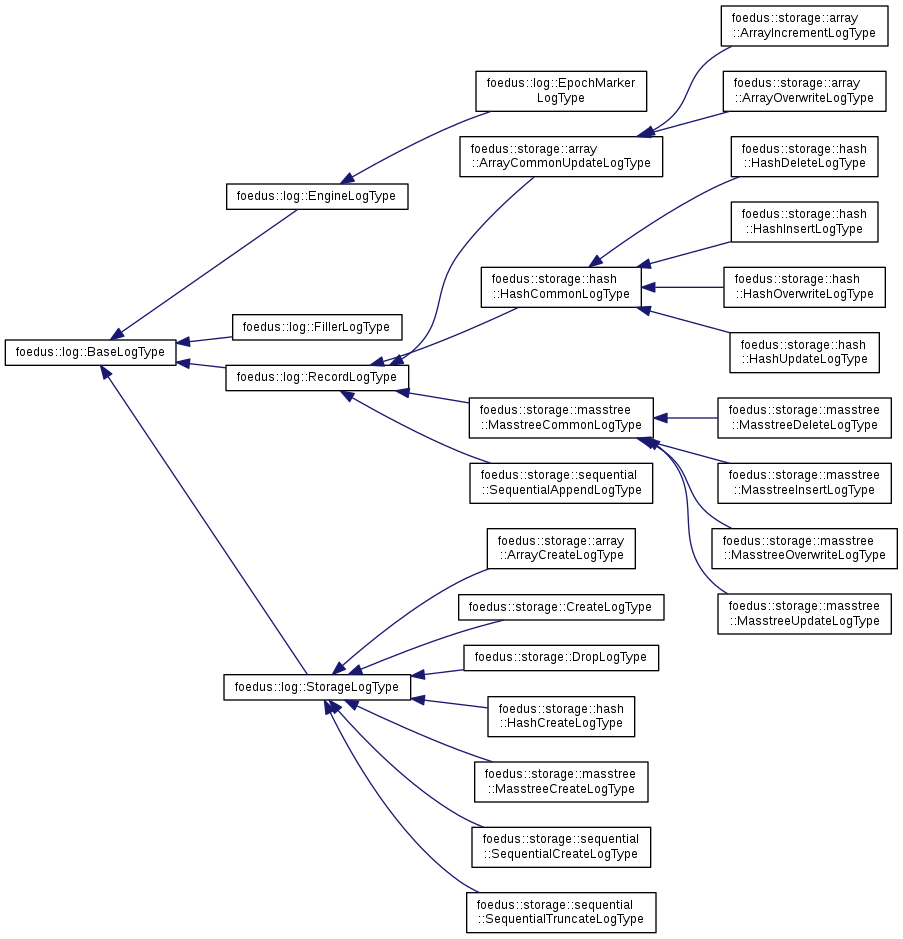 foedus::storage::array
::ArrayIncrementLogType
foedus::log::EpochMarker
LogType
foedus::storage::array
::ArrayOverwriteLogType
foedus::storage::array
::ArrayCommonUpdateLogType
foedus::storage::hash
::HashDeleteLogType
foedus::log::EngineLogType
foedus::storage::hash
::HashInsertLogType
foedus::storage::hash
::HashCommonLogType
foedus::storage::hash
::HashOverwriteLogType
foedus::log::FillerLogType
foedus::storage::hash
::HashUpdateLogType
foedus::log::BaseLogType
foedus::log::RecordLogType
foedus::storage::masstree
::MasstreeCommonLogType
foedus::storage::masstree
::MasstreeDeleteLogType
foedus::storage::sequential
::SequentialAppendLogType
foedus::storage::masstree
::MasstreeInsertLogType
foedus::storage::array
::ArrayCreateLogType
foedus::storage::masstree
::MasstreeOverwriteLogType
foedus::storage::CreateLogType
foedus::storage::masstree
::MasstreeUpdateLogType
foedus::storage::DropLogType
foedus::log::StorageLogType
foedus::storage::hash
::HashCreateLogType
foedus::storage::masstree
::MasstreeCreateLogType
foedus::storage::sequential
::SequentialCreateLogType
foedus::storage::sequential
::SequentialTruncateLogType